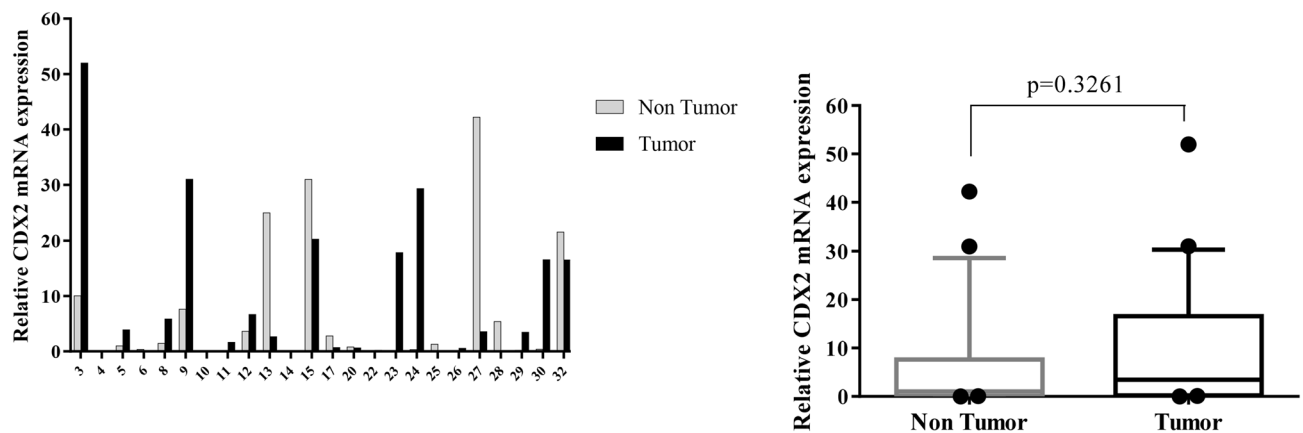 Relative CDX2 mRNA expression
60
50
40
30
20
10
0
3 4 5 6 8 9 10 11 12 13 14 15 17 20 22 23 24 25 26 27 28 29 30 32
Non Tumor
Tumor
Relative CDX2 mRNA expression
p=0.3261
60
50
40
30
20
10
0
Non Tumor Tumor